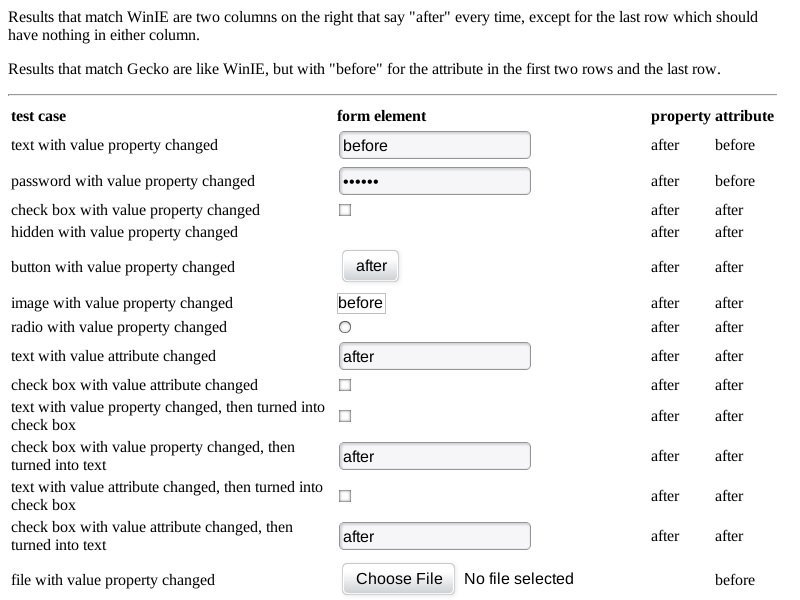 Results that match WinIE are two columns on the right that say "after" every time, except for the last row which should
have nothing in either column.
Results that match Gecko are like WinIE, but with "before" for the attribute in the first two rows and the last row.
test case form element property attribute
text with value property changed before after before
password with value property changed •••••• after before
check box with value property changed after after
hidden with value property changed after after
button with value property changed after after after
image with value property changed before after after
radio with value property changed after after
text with value attribute changed after after after
check box with value attribute changed after after
text with value property changed, then turned into
check box after after
check box with value property changed, then
turned into text after after after
text with value attribute changed, then turned into
check box after after
check box with value attribute changed, then
turned into text after after after
file with value property changed Choose File No file selected before